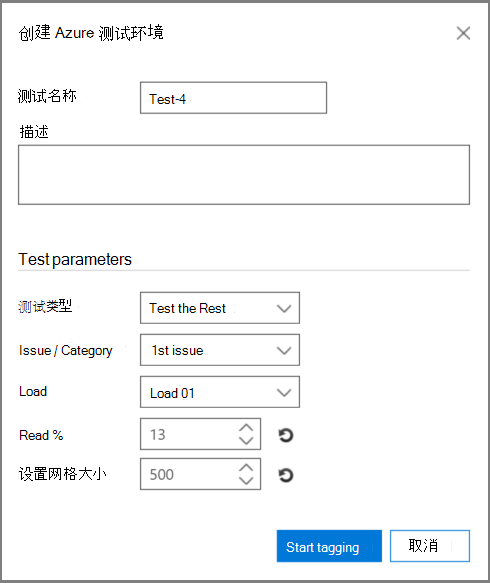 创建 Azure 测试环境
测试名称 Test-4
描述
Test parameters
测试类型 Test the Rest
Issue / Category 1st issue
Load Load 01
Read % 13
设置网格大小 500
Start tagging 取消